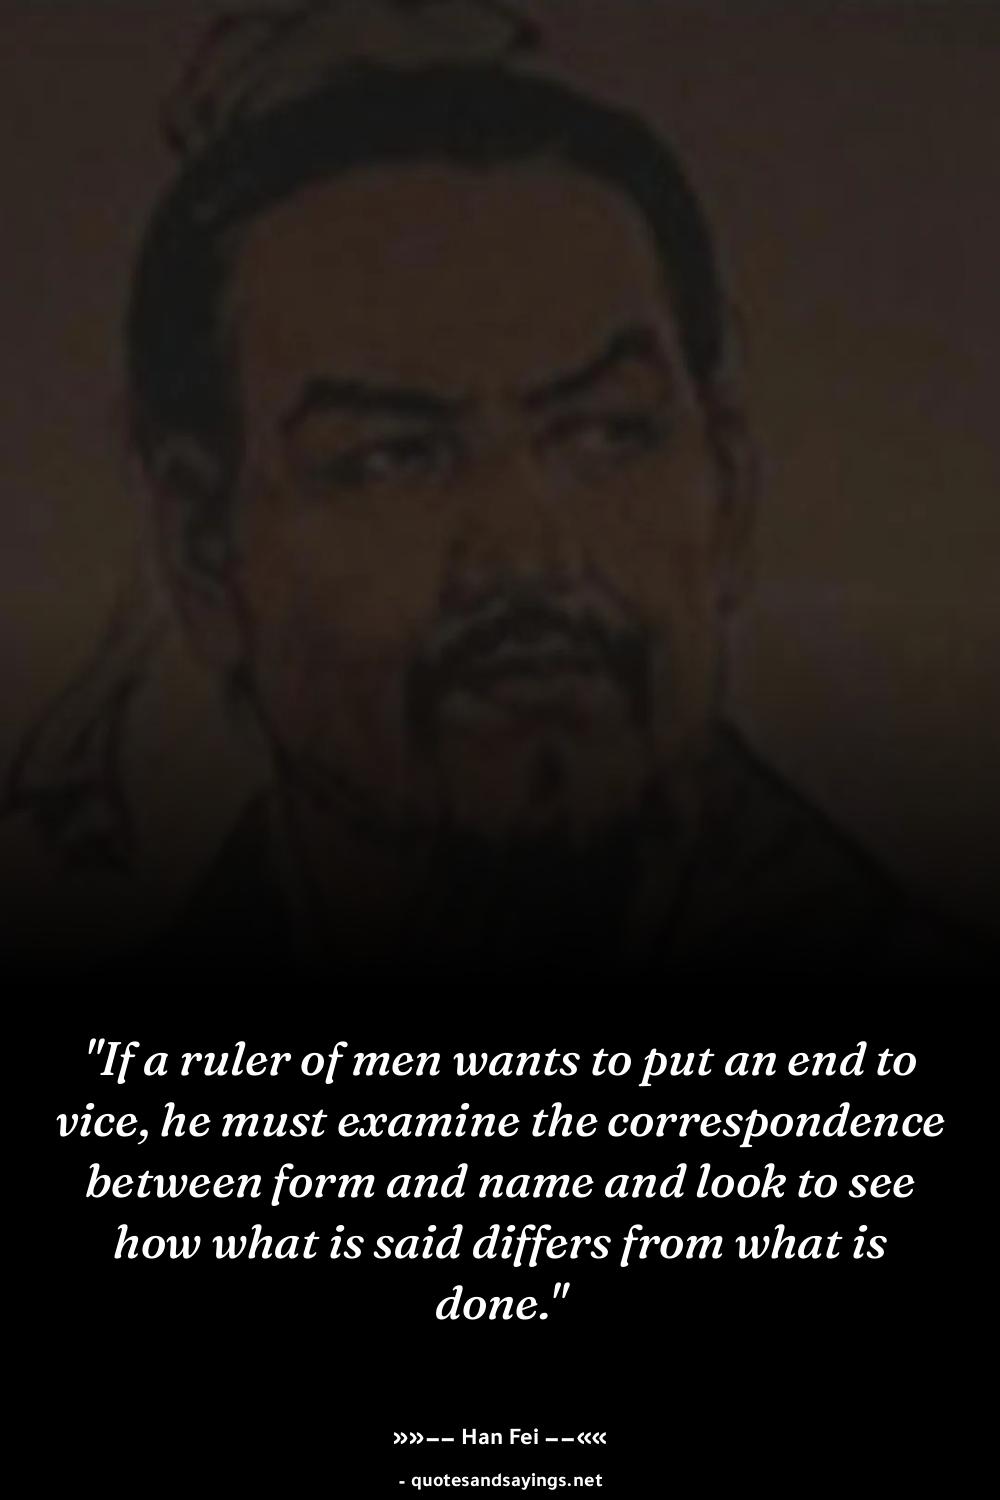 "If a ruler of men wants to put an end to
vice, he must examine the correspondence
between form and name and look to see
how what is said differs from what is
done."
»»−− Han Fei −−««
- quotesandsayings.net